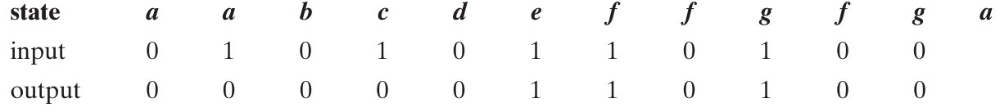 state a a b c d e f f g f g a
input 0 1 0 1 0 1 1 0 1 0 0
output 0 0 0 0 0 1 1 0 1 0 0